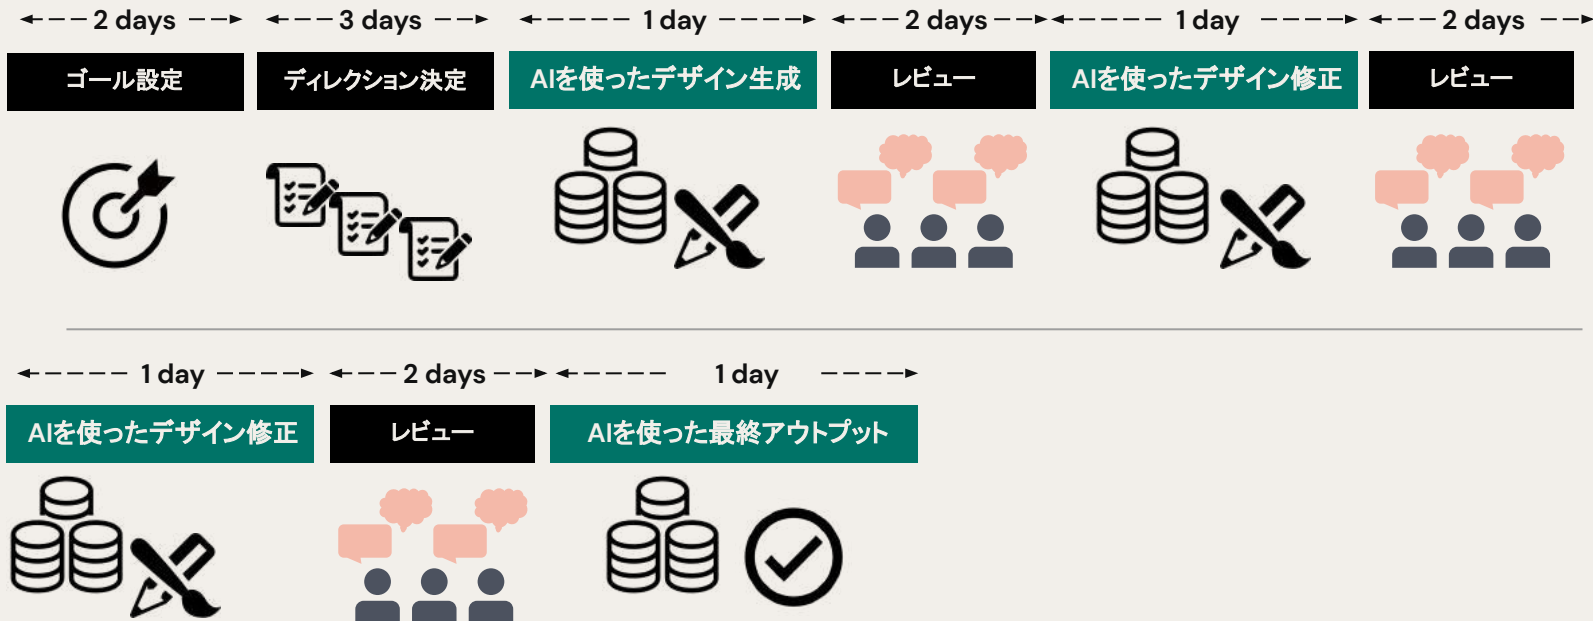 2 days
3 days
1 day
2 days
1 day
2 days
ゴール設定
ディレクション決定
AIを使ったデザイン生成
レビュー
AIを使ったデザイン修正
レビュー
1 day
2 days
1 day
AIを使ったデザイン修正
レビュー
AIを使った最終アウトプット